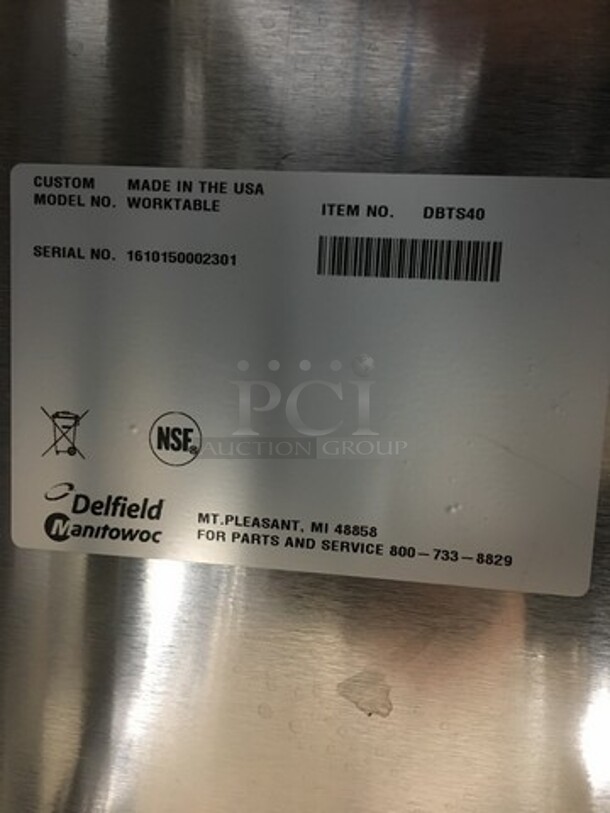 CUSTOM MADE IN THE USA
MODEL NO. WORKTABLE
ITEM NO. DBTS40
SERIAL NO. 1610150002301
PCI
AUCTION GROUP
NSF®
Delfield
Manitowoc
MT.PLEASANT, MI 48858
FOR PARTS AND SERVICE 800-733-8829